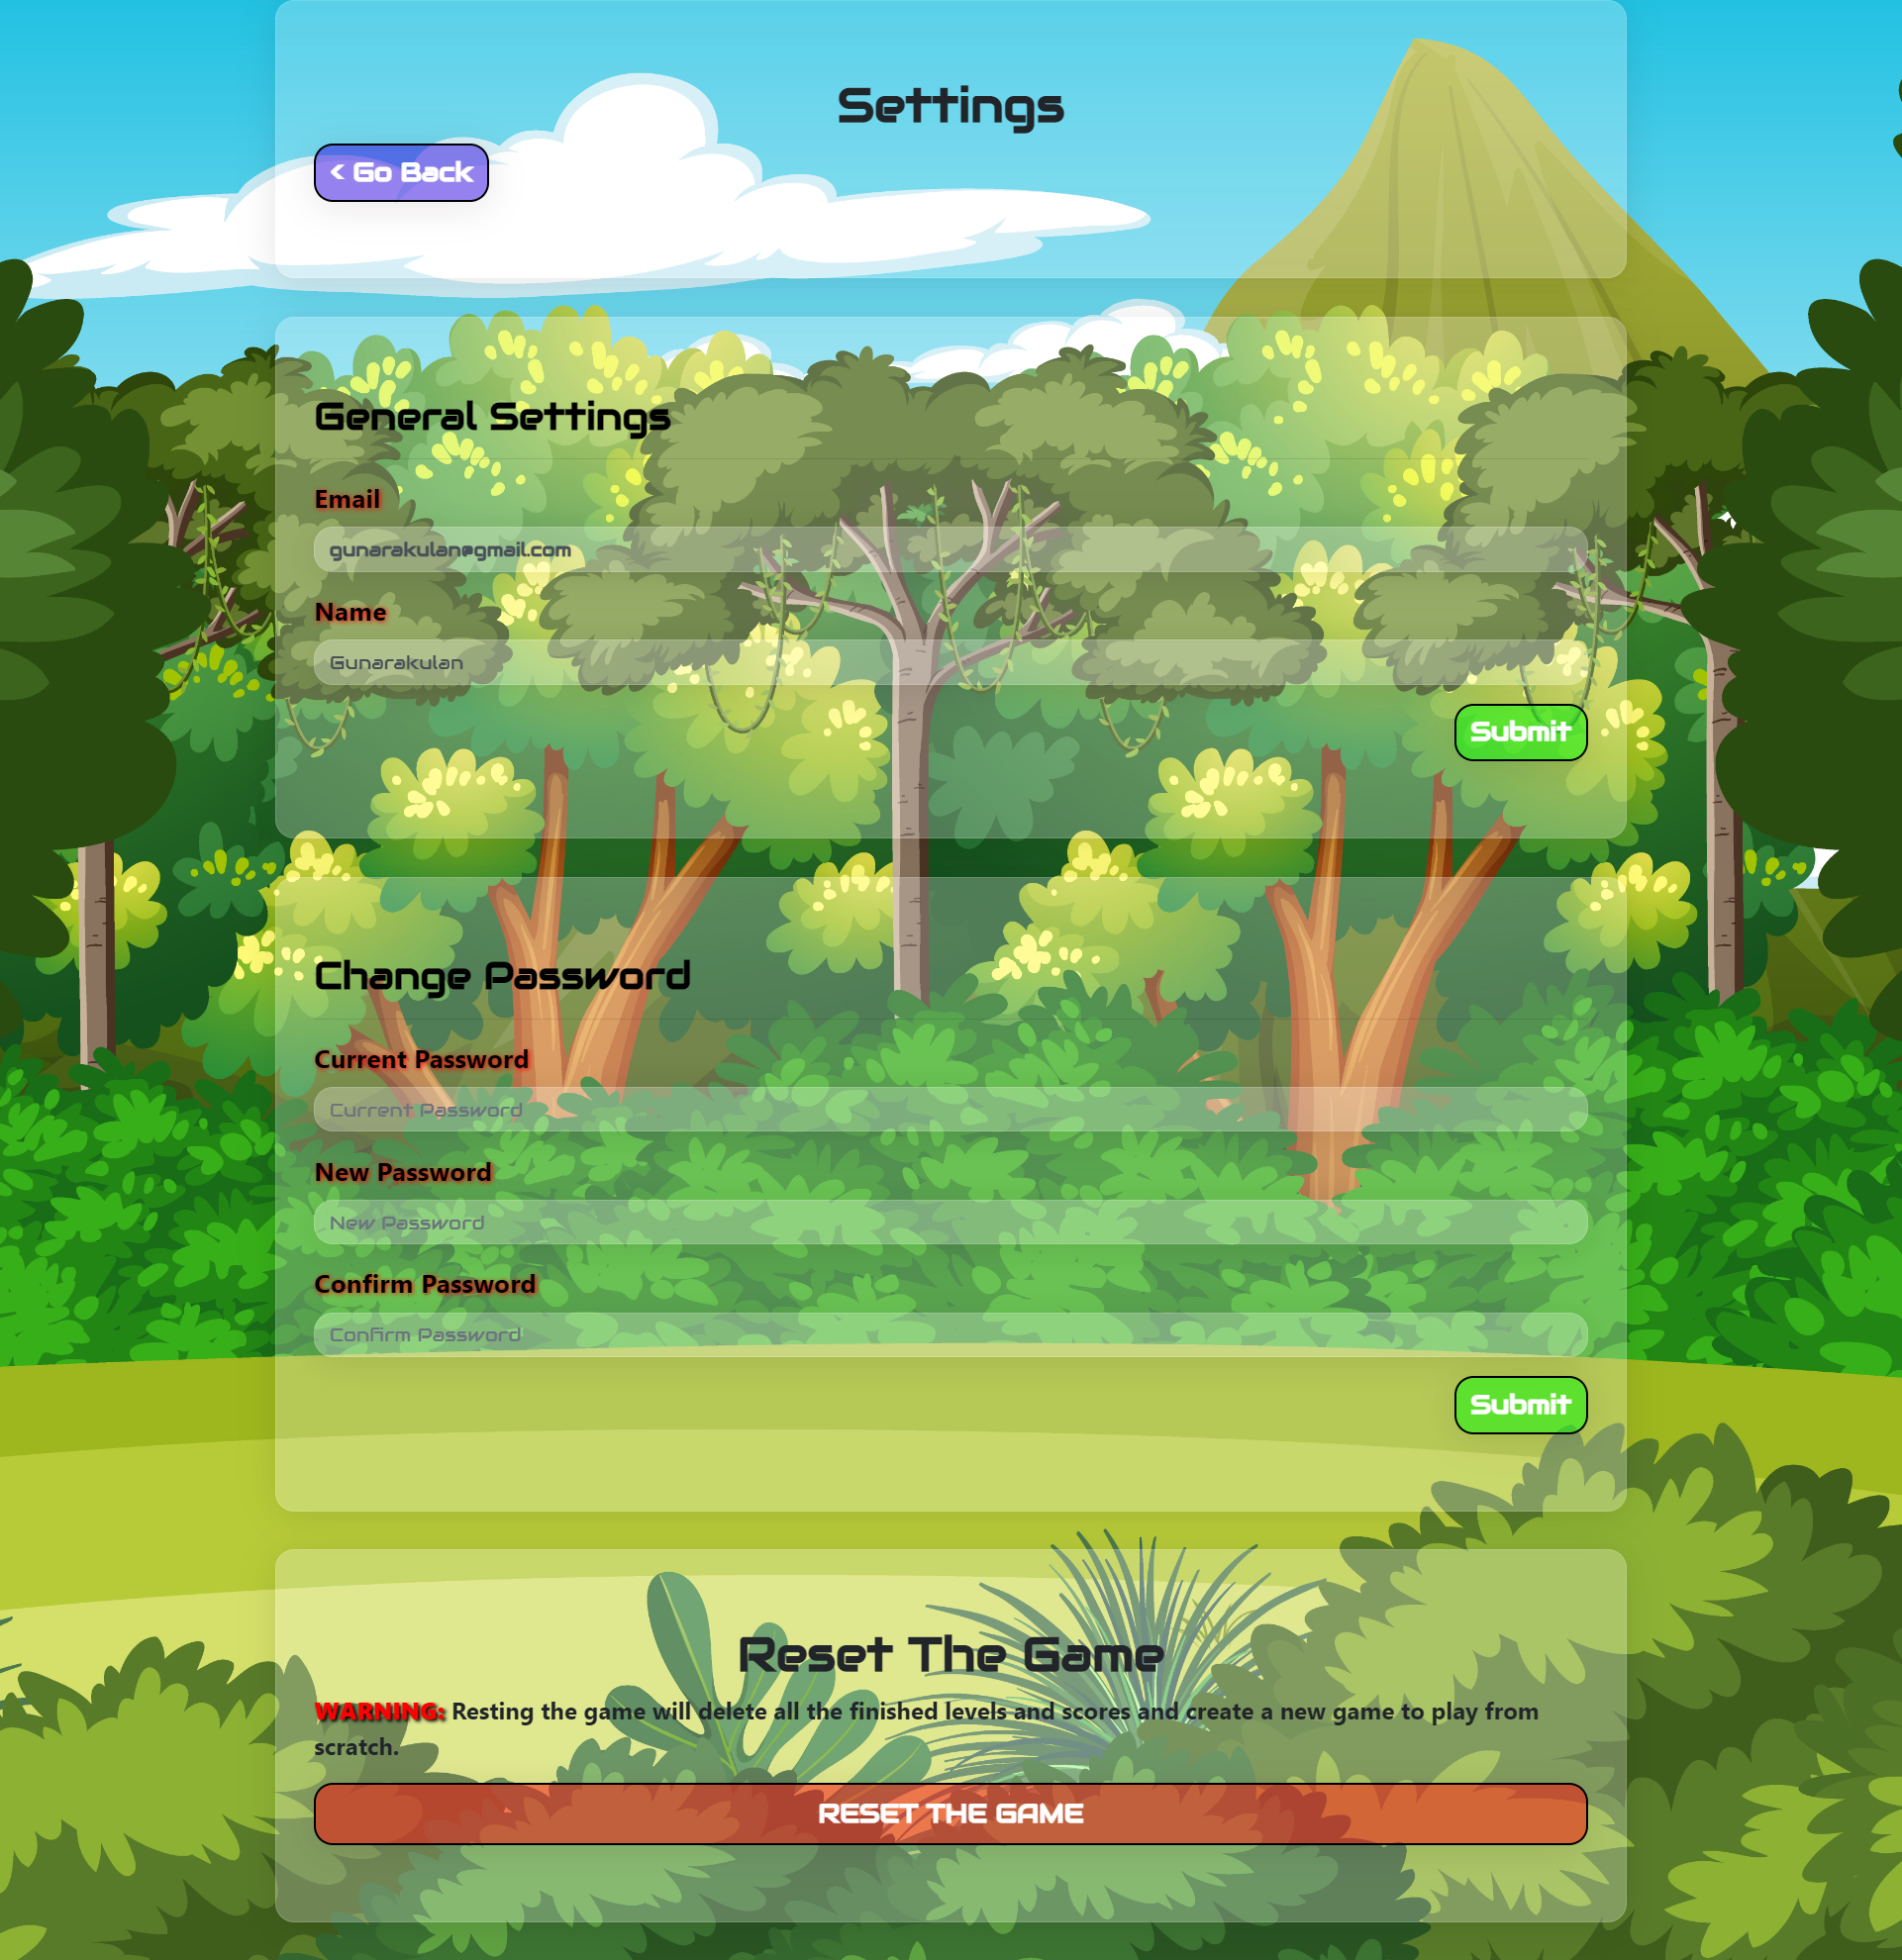 Settings
< Go Back
General Settings
Email
gunarakulan@gmail.com
Name
Gunarakulan
Submit
Change Password
Current Password
Current Password
New Password
New Password
Confirm Password
Confirm Password
Submit
Reset The Game
WARNING: Resting the game will delete all the finished levels and scores and create a new game to play from
scratch.
RESET THE GAME